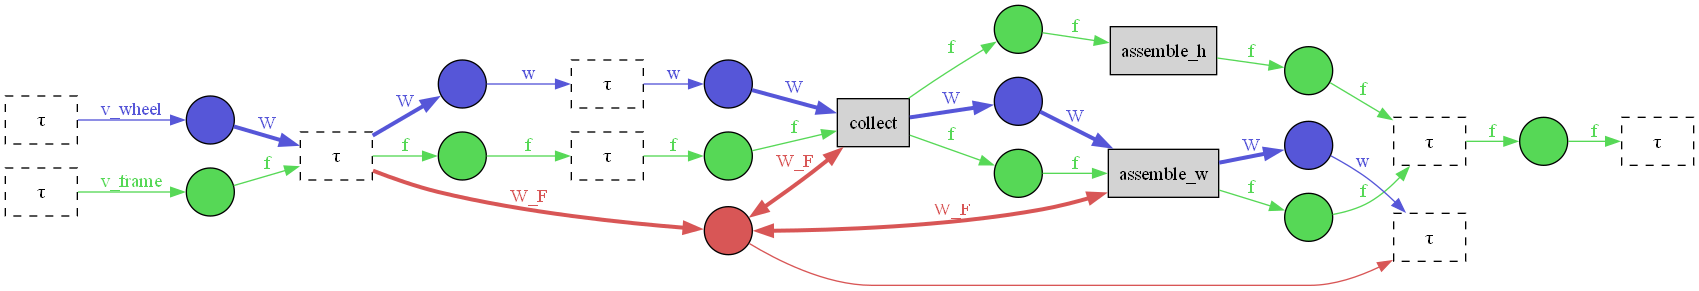 τ
v_wheel
W
τ
v_frame
f
τ
W
w
τ
w
W
f
f
τ
f
f
W_F
W_F
collect
f
f
assemble_h
f
f
W
W
f
f
assemble_w
W
w
f
f
W_F
τ
f
f
τ
τ